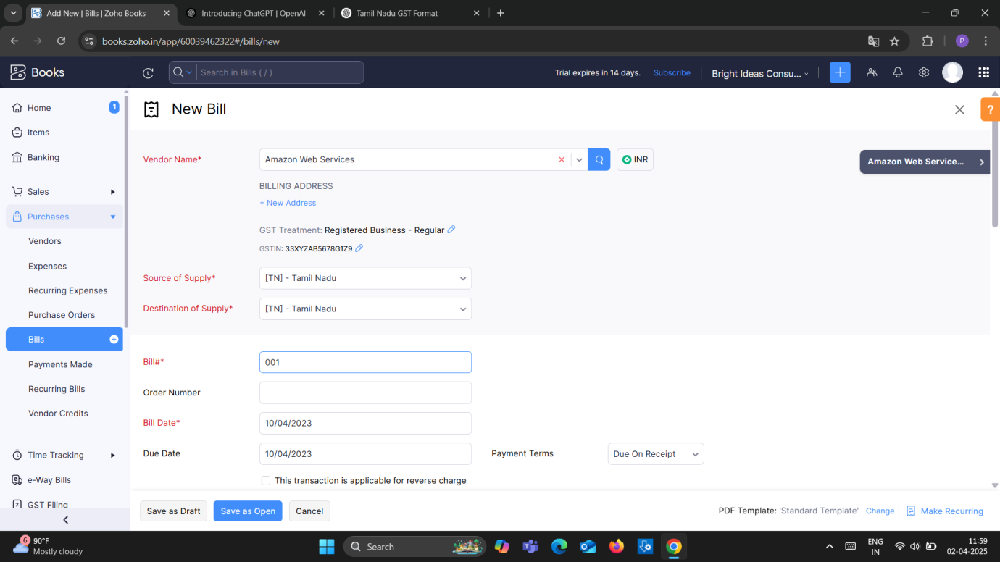 Add New | Bills | Zoho Books
Introducing ChatGPT | OpenAI
Tamil Nadu GST Format
books.zoho.in/app/60039462322#/bills/new
P
Books
Search in Bills ( / )
Trial expires in 14 days.
Subscribe
Bright Ideas Consu...
Home
1
Items
Banking
Sales
Purchases
Vendors
Expenses
Recurring Expenses
Purchase Orders
Bills
Payments Made
Recurring Bills
Vendor Credits
Time Tracking
e-Way Bills
GST Filing
New Bill
?
Vendor Name*
Amazon Web Services
INR
Amazon Web Service...
BILLING ADDRESS
+ New Address
GST Treatment: Registered Business - Regular
GSTIN: 33XYZAB5678G1Z9
Source of Supply*
[TN] - Tamil Nadu
Destination of Supply*
[TN] - Tamil Nadu
Bill#*
001
Order Number
Bill Date*
10/04/2023
Due Date
10/04/2023
Payment Terms
Due On Receipt
This transaction is applicable for reverse charge
Save as Draft
Save as Open
Cancel
PDF Template: 'Standard Template'
Change
Make Recurring
6
90°F
Mostly cloudy
Search
ENG
IN
11:59
02-04-2025